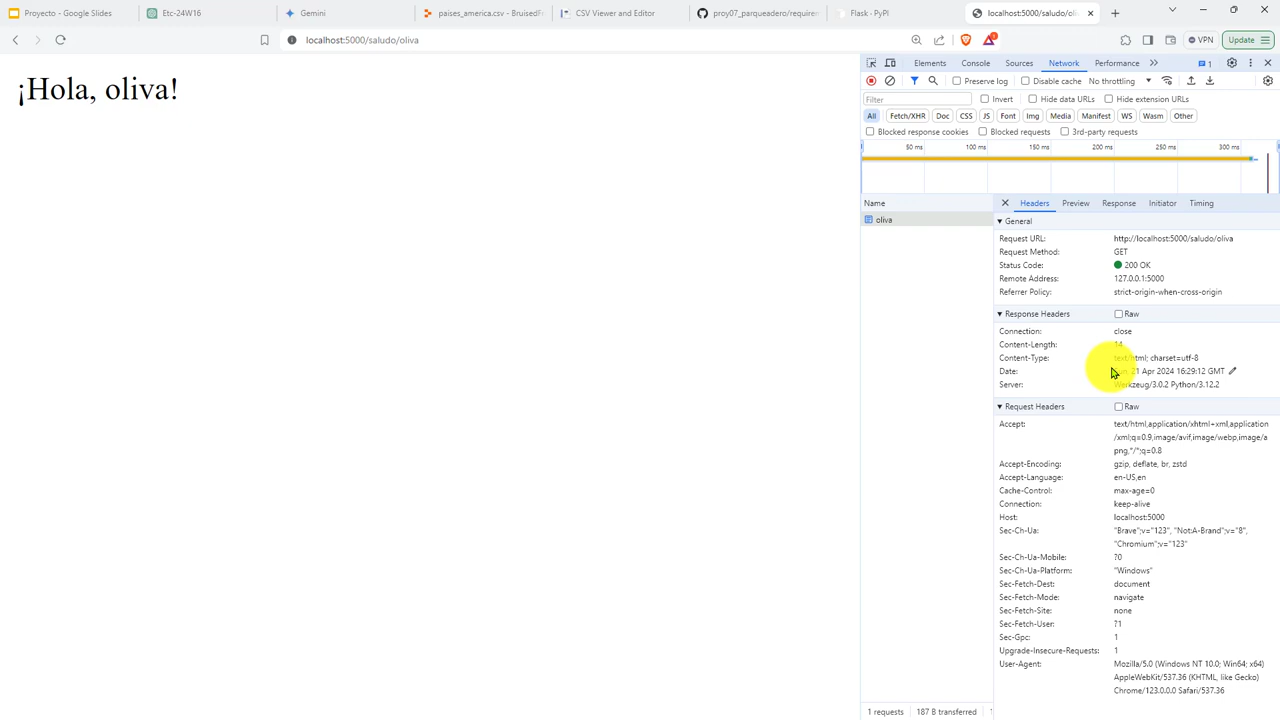 Proyecto - Google Slides
Etc-24W16
Gemini
paises_america.csv - BruisedFr
CSV Viewer and Editor
proy07_parqueadero/require
Flask · PyPI
localhost:5000/saludo/oli
localhost:5000/saludo/oliva
VPN
Update
¡Hola, oliva!
Elements
Console
Sources
Network
Performance
1
Preserve log
Disable cache
No throttling
Filter
Invert
Hide data URLs
Hide extension URLs
All
Fetch/XHR
Doc
CSS
JS
Font
Img
Media
Manifest
WS
Wasm
Other
Blocked response cookies
Blocked requests
3rd-party requests
50 ms
100 ms
150 ms
200 ms
250 ms
300 ms
Name
Headers
Preview
Response
Initiator
Timing
oliva
General
Request URL: http://localhost:5000/saludo/oliva
Request Method: GET
Status Code: 200 OK
Remote Address: 127.0.0.1:5000
Referrer Policy: strict-origin-when-cross-origin
Response Headers
Raw
Connection: close
Content-Length: 14
Content-Type: text/html; charset=utf-8
Date: Sun, 21 Apr 2024 16:29:12 GMT
Server: Werkzeug/3.0.2 Python/3.12.2
Request Headers
Raw
Accept: text/html,application/xhtml+xml,application
/xml;q=0.9,image/avif,image/webp,image/a
png,*/*;q=0.8
Accept-Encoding: gzip, deflate, br, zstd
Accept-Language: en-US,en
Cache-Control: max-age=0
Connection: keep-alive
Host: localhost:5000
Sec-Ch-Ua: "Brave";v="123", "Not:A-Brand";v="8",
"Chromium";v="123"
Sec-Ch-Ua-Mobile: ?0
Sec-Ch-Ua-Platform: "Windows"
Sec-Fetch-Dest: document
Sec-Fetch-Mode: navigate
Sec-Fetch-Site: none
Sec-Fetch-User: ?1
Sec-Gpc: 1
Upgrade-Insecure-Requests: 1
User-Agent: Mozilla/5.0 (Windows NT 10.0; Win64; x64)
AppleWebKit/537.36 (KHTML, like Gecko)
Chrome/123.0.0.0 Safari/537.36
1 requests
187 B transferred